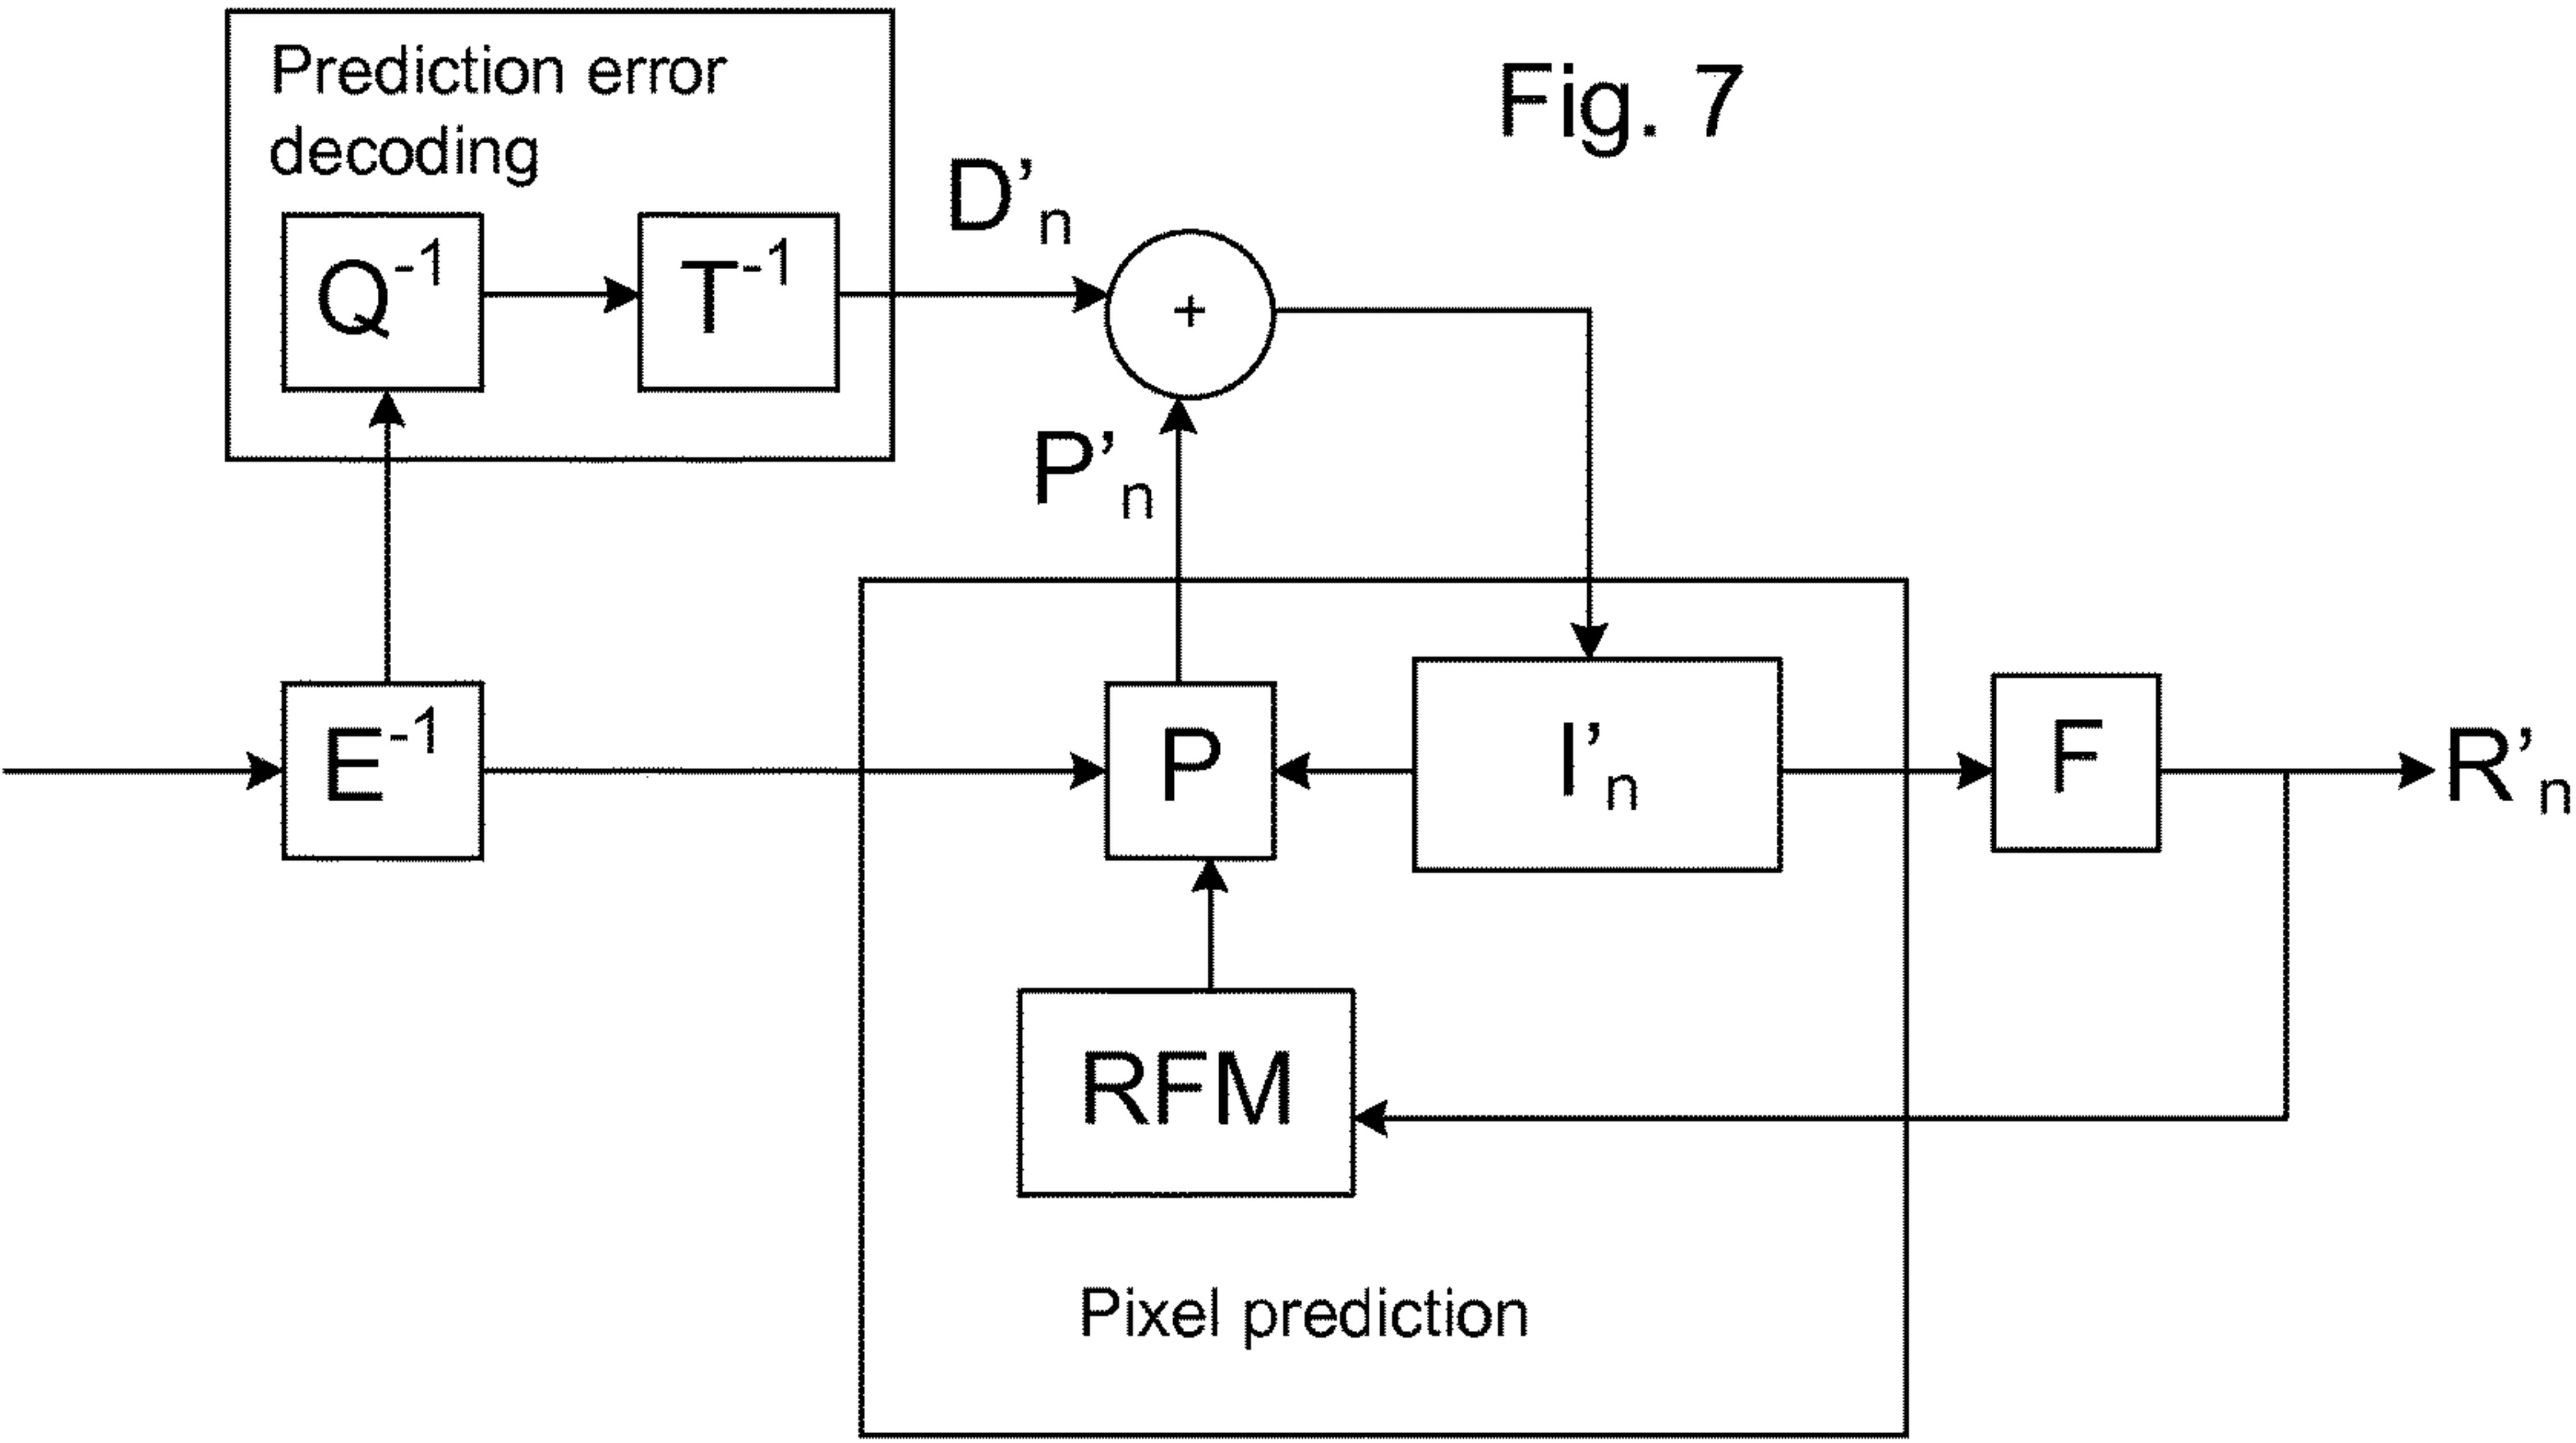 Prediction error
decoding
Fig. 7
Q⁻¹
T⁻¹
D’ₙ
+
P’ₙ
E⁻¹
P
I’ₙ
F
R’ₙ
RFM
Pixel prediction